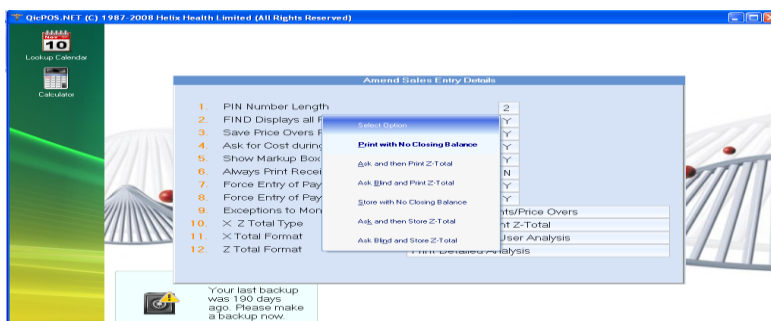 QicPOS.NET (C) 1987-2008 Helix Health Limited (All Rights Reserved)
Nov
10
Lookup Calendar
Calculator
Amend Sales Entry Details
1. PIN Number Length 2
2. FIND Displays all Y
3. Save Price Overs Y
4. Ask for Cost during Y
5. Show Markup Box Y
6. Always Print Recei N
7. Force Entry of Pay Y
8. Force Entry of Pay Y
9. Exceptions to Mon nts/Price Overs
10. X Z Total Type nt Z-Total
11. X Total Format User Analysis
12. Z Total Format Print Detailed Analysis
Select Option
Print with No Closing Balance
Ask and then Print Z-Total
Ask Blind and Print Z-Total
Store with No Closing Balance
Ask and then Store Z-Total
Ask Blind and Store Z-Total
Your last backup
was 190 days
ago. Please make
a backup now.